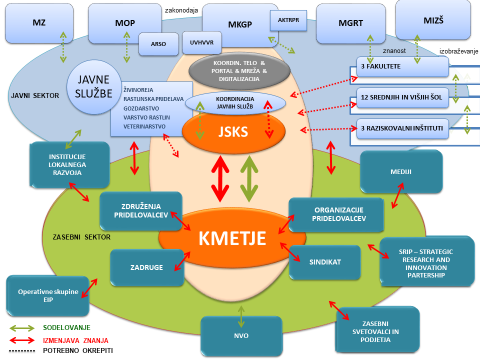 zakonodaja
MZ
MOP
MKGP
AKTRPR
MGRT
MIZŠ
ARSO
UVHVVR
znanost
izobraževanje
KOORDIN. TELO &
PORTAL & MREŽA &
DIGITALIZACIJA
3 FAKULTETE
JAVNE
SLUŽBE
JAVNI SEKTOR
ŽIVINOREJA
RASTLINSKA PRIDELAVA
GOZDARSTVO
VARSTVO RASTLIN
VETERINARSTVO
KOORDINACIJA
JAVNIH SLUŽB
12 SREDNJIH IN VIŠJIH ŠOL
JSKS
3 RAZISKOVALNI INŠTITUTI
INSTITUCIJE
LOKALNEGA
RAZVOJA
MEDIJI
ZDRUŽENJA
PRIDELOVALCEV
ORGANIZACIJE
PRIDELOVALCEV
ZASEBNI SEKTOR
KMETJE
ZADRUGE
SINDIKAT
SRIP – STRATEGIC
RESEARCH AND
INNOVATION
PARTERSHIP
Operativne skupine
EIP
NVO
ZASEBNI
SVETOVALCI IN
PODJETJA
SODELOVANJE
IZMENJAVA ZNANJA
POTREBNO OKREPITI